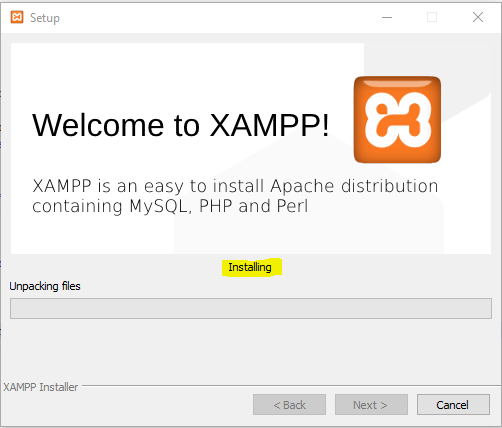 Setup
Welcome to XAMPP!
XAMPP is an easy to install Apache distribution
containing MySQL, PHP and Perl
Installing
Unpacking files
XAMPP Installer
< Back
Next >
Cancel